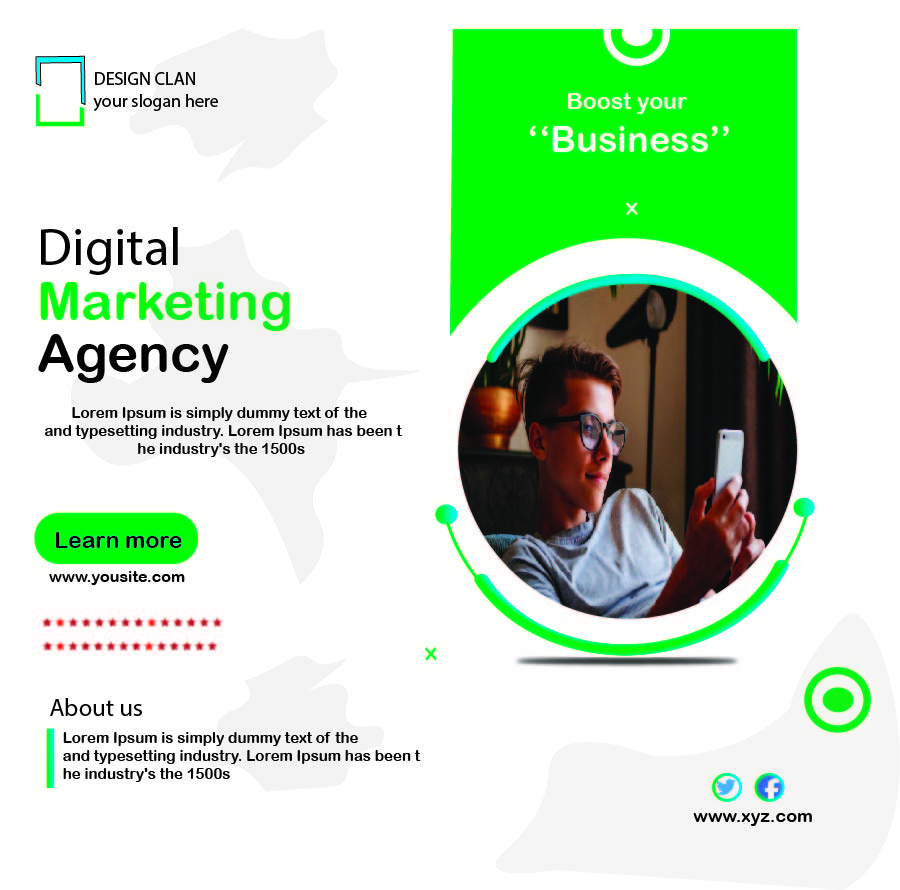 DESIGN CLAN
your slogan here
Boost your
“Business”
x
Digital
Marketing
Agency
Lorem Ipsum is simply dummy text of the
and typesetting industry. Lorem Ipsum has been t
he industry's the 1500s
Learn more
www.yousite.com
x
About us
Lorem Ipsum is simply dummy text of the
and typesetting industry. Lorem Ipsum has been t
he industry's the 1500s
www.xyz.com